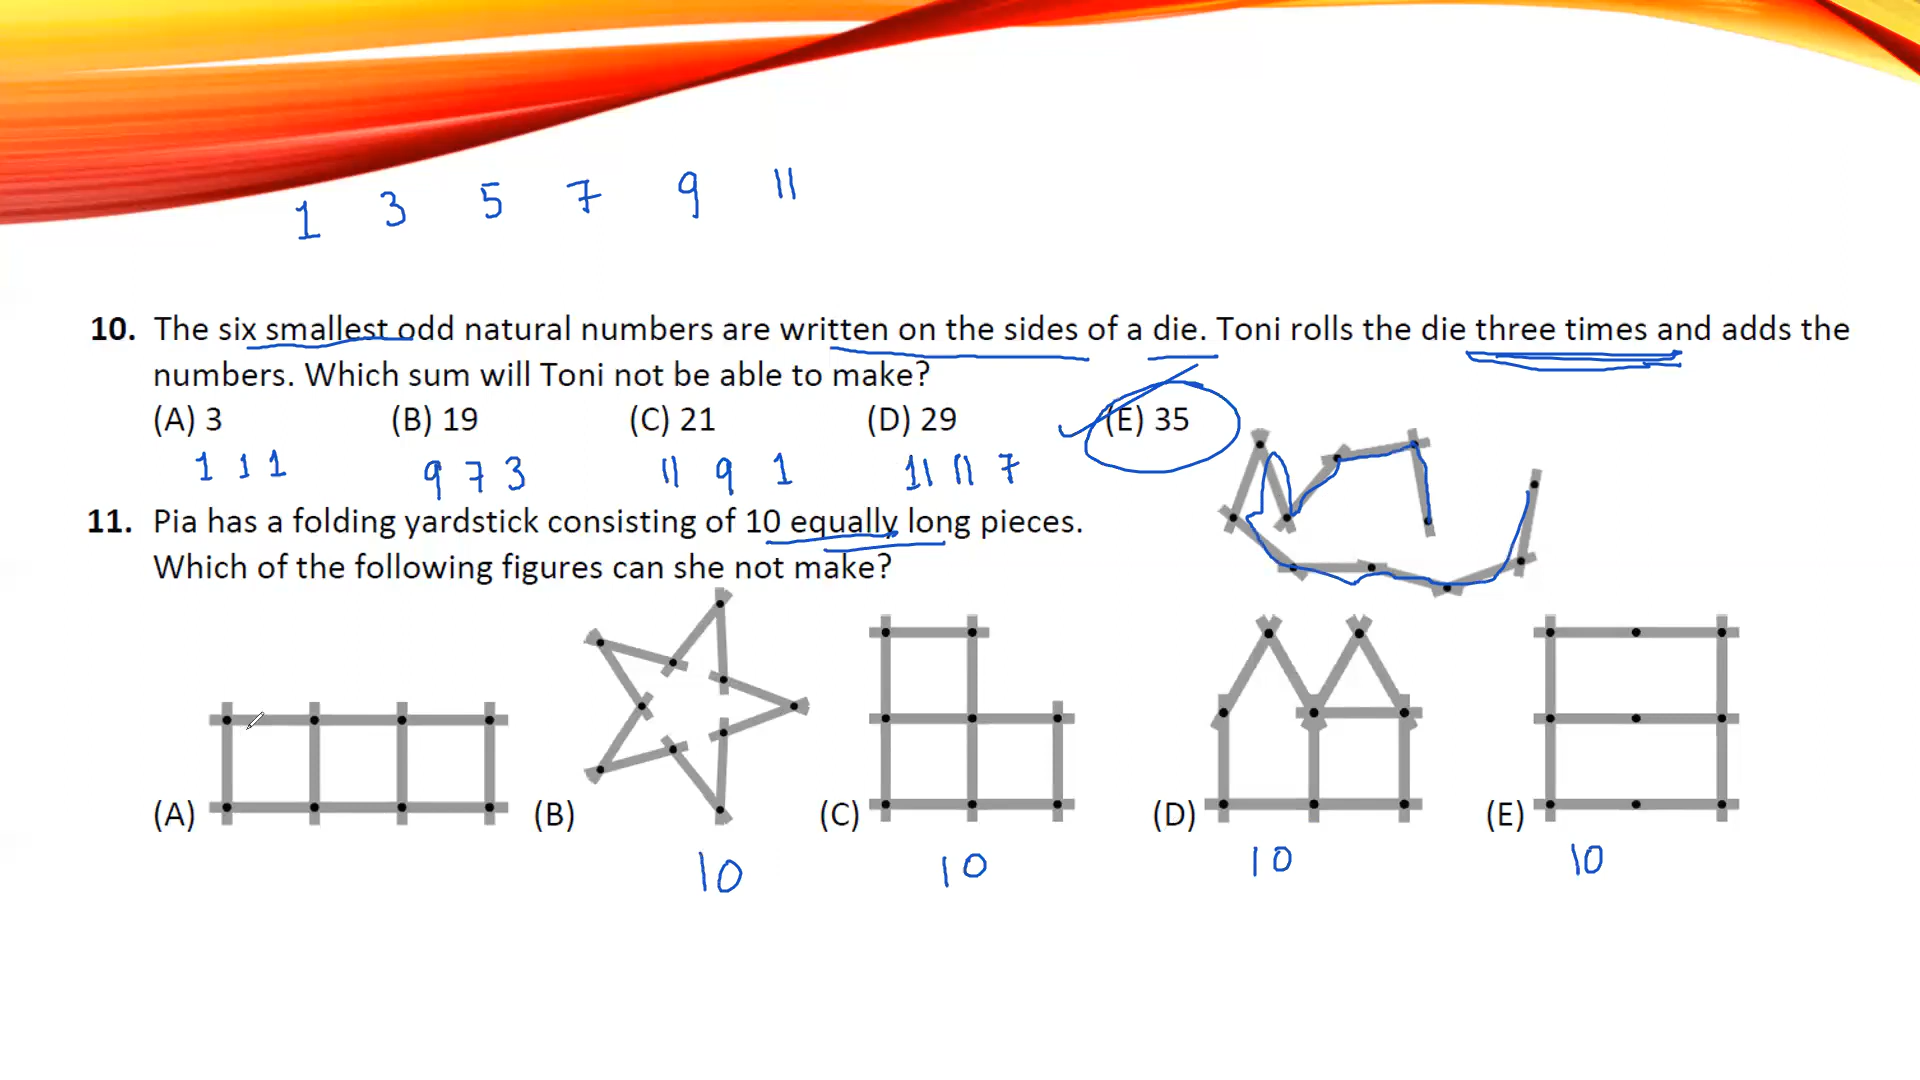 1 3 5 7 9 11
10. The six smallest odd natural numbers are written on the sides of a die. Toni rolls the die three times and adds the
numbers. Which sum will Toni not be able to make?
(A) 3 (B) 19 (C) 21 (D) 29 (E) 35
1 1 1 9 7 3 11 9 1 11 11 7
11. Pia has a folding yardstick consisting of 10 equally long pieces.
Which of the following figures can she not make?
(A) (B) (C) (D) (E)
10 10 10 10